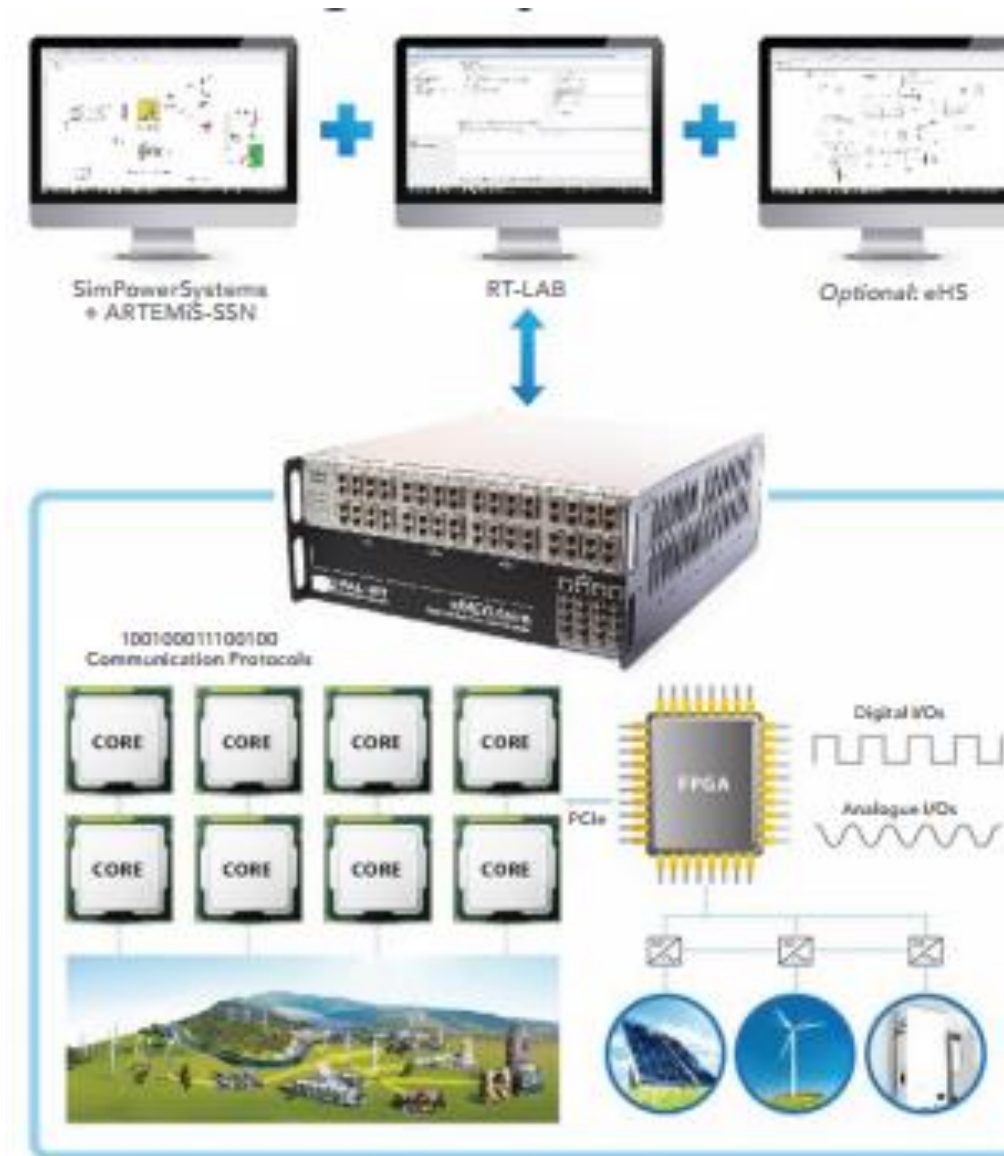 SimPowerSystems
+ ARTEMiS-SSN
RT-LAB
Optional: eHS
100100011100100
Communication Protocols
CORE
CORE
CORE
CORE
FPGA
Digital I/Os
PCIe
Analogue I/Os
CORE
CORE
CORE
CORE